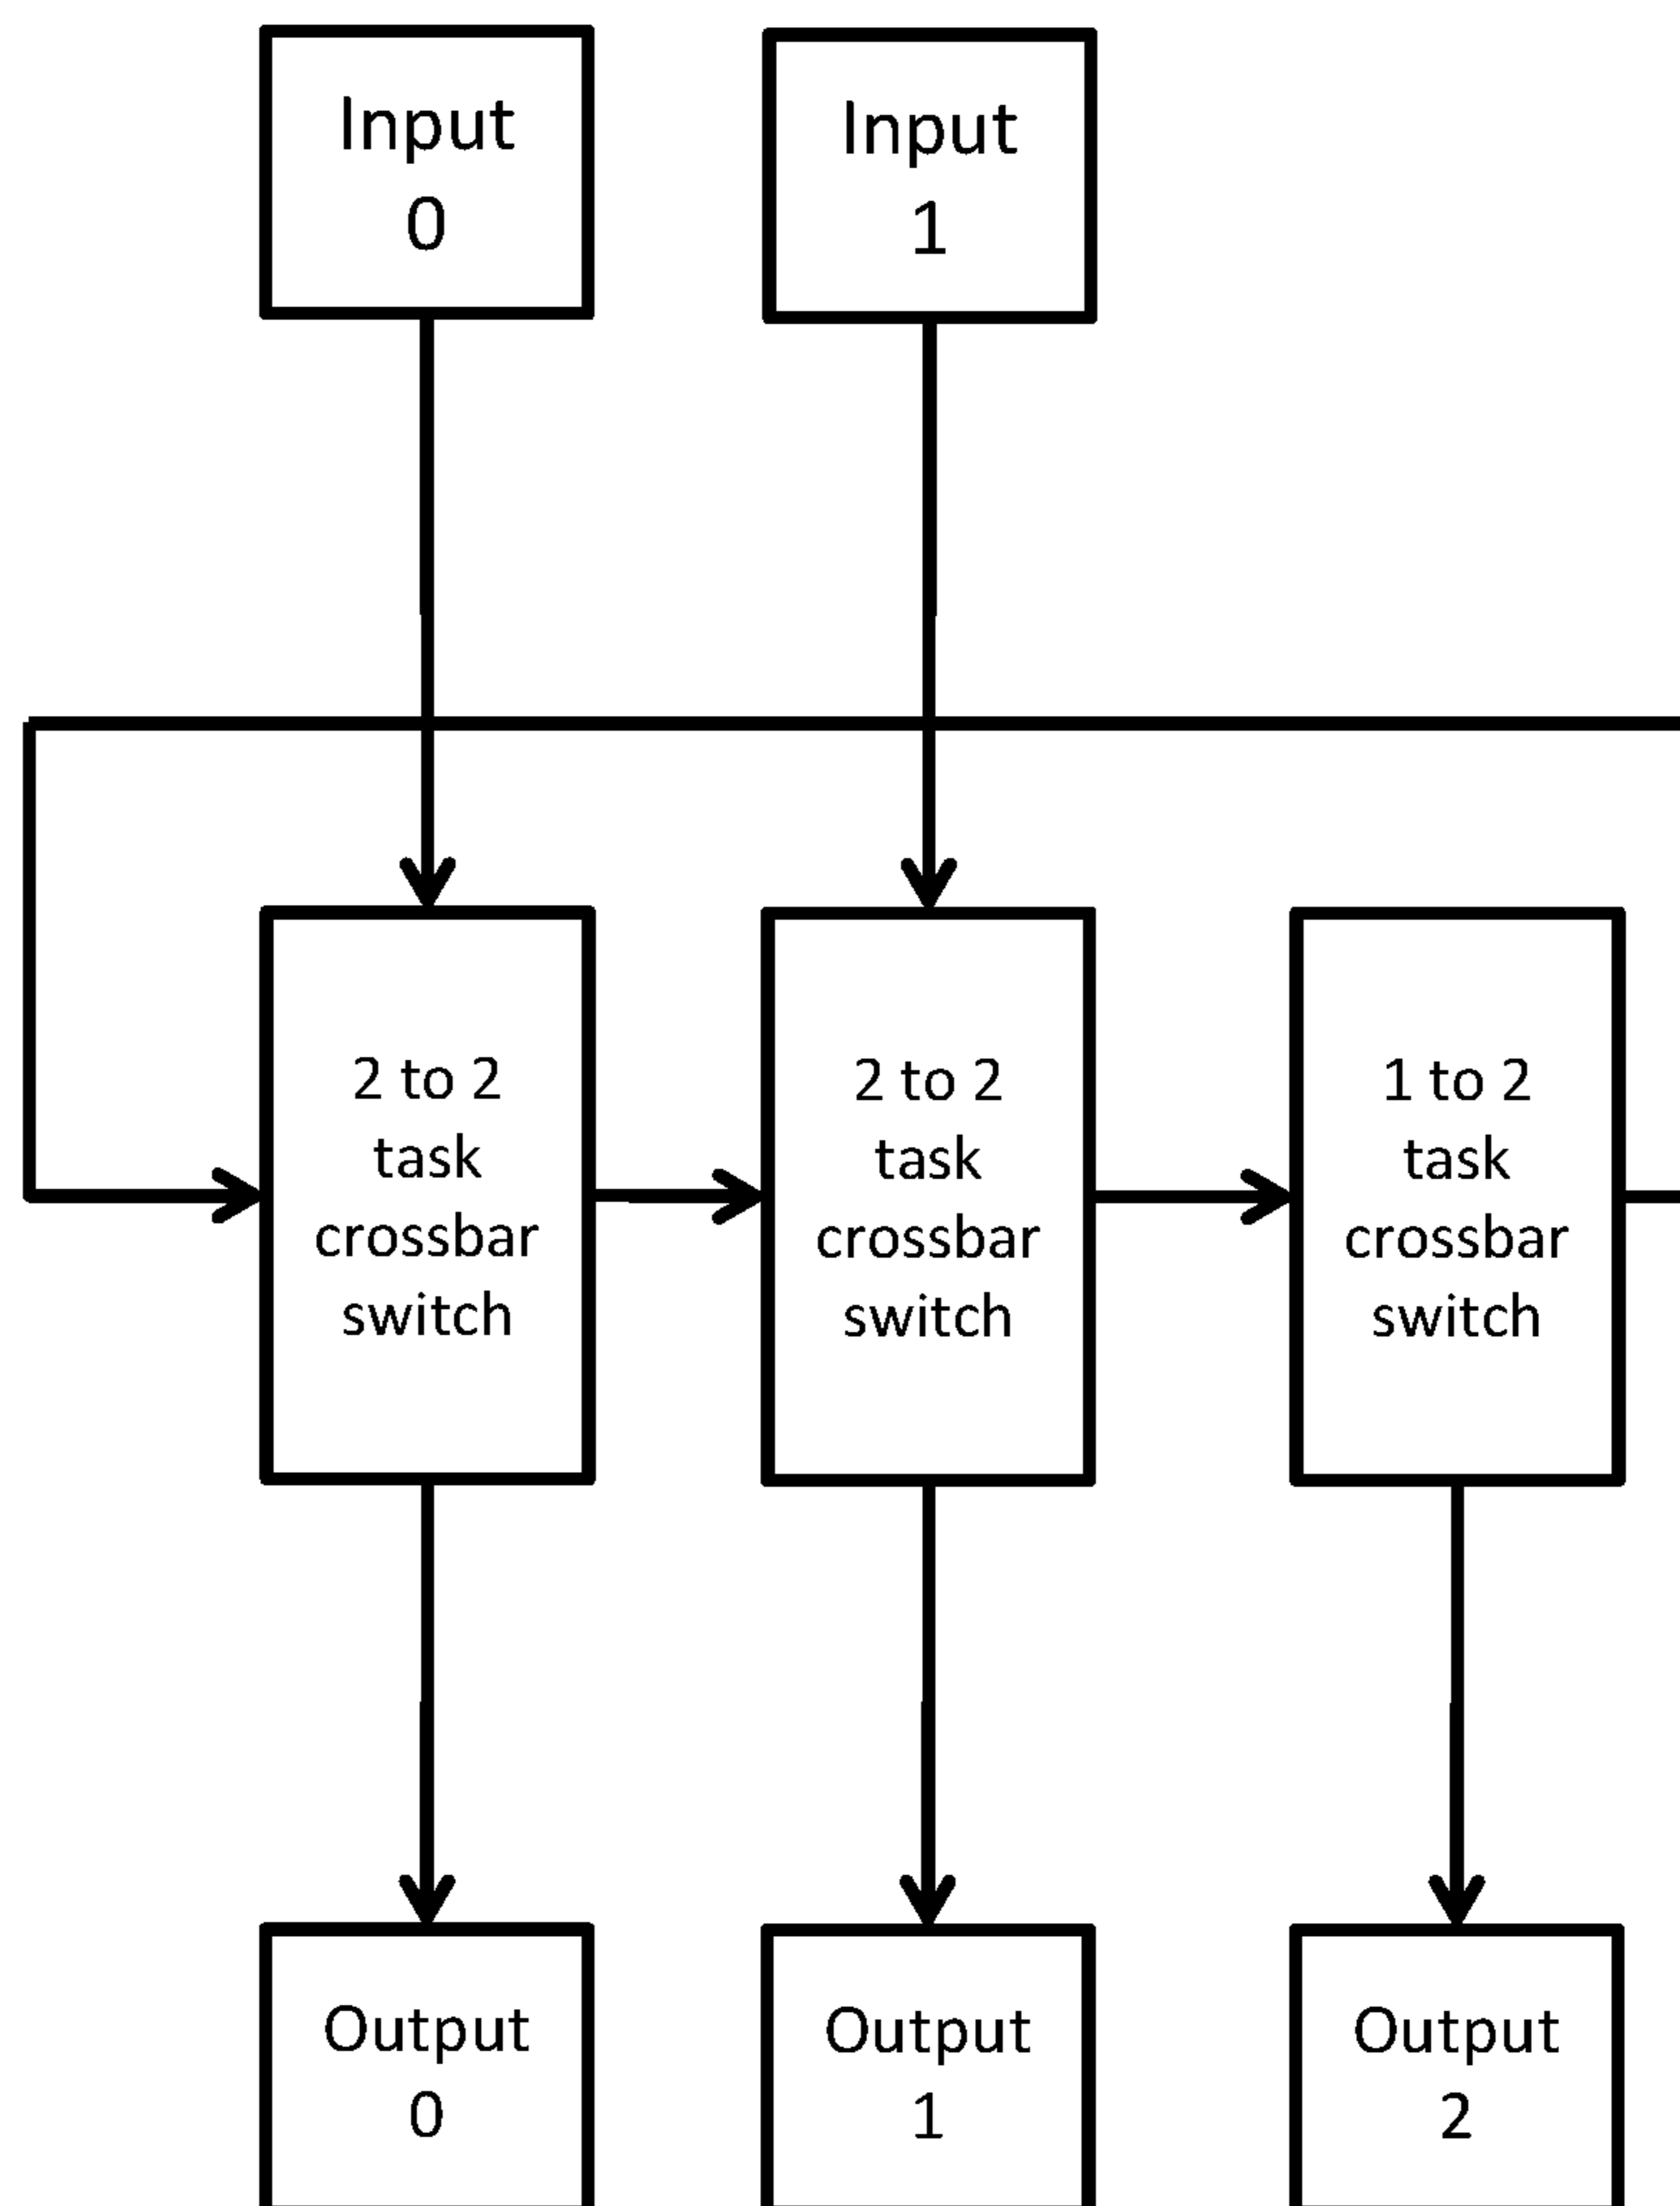 Input
0
Input
1
2 to 2
task
crossbar
switch
2 to 2
task
crossbar
switch
1 to 2
task
crossbar
switch
Output
0
Output
1
Output
2